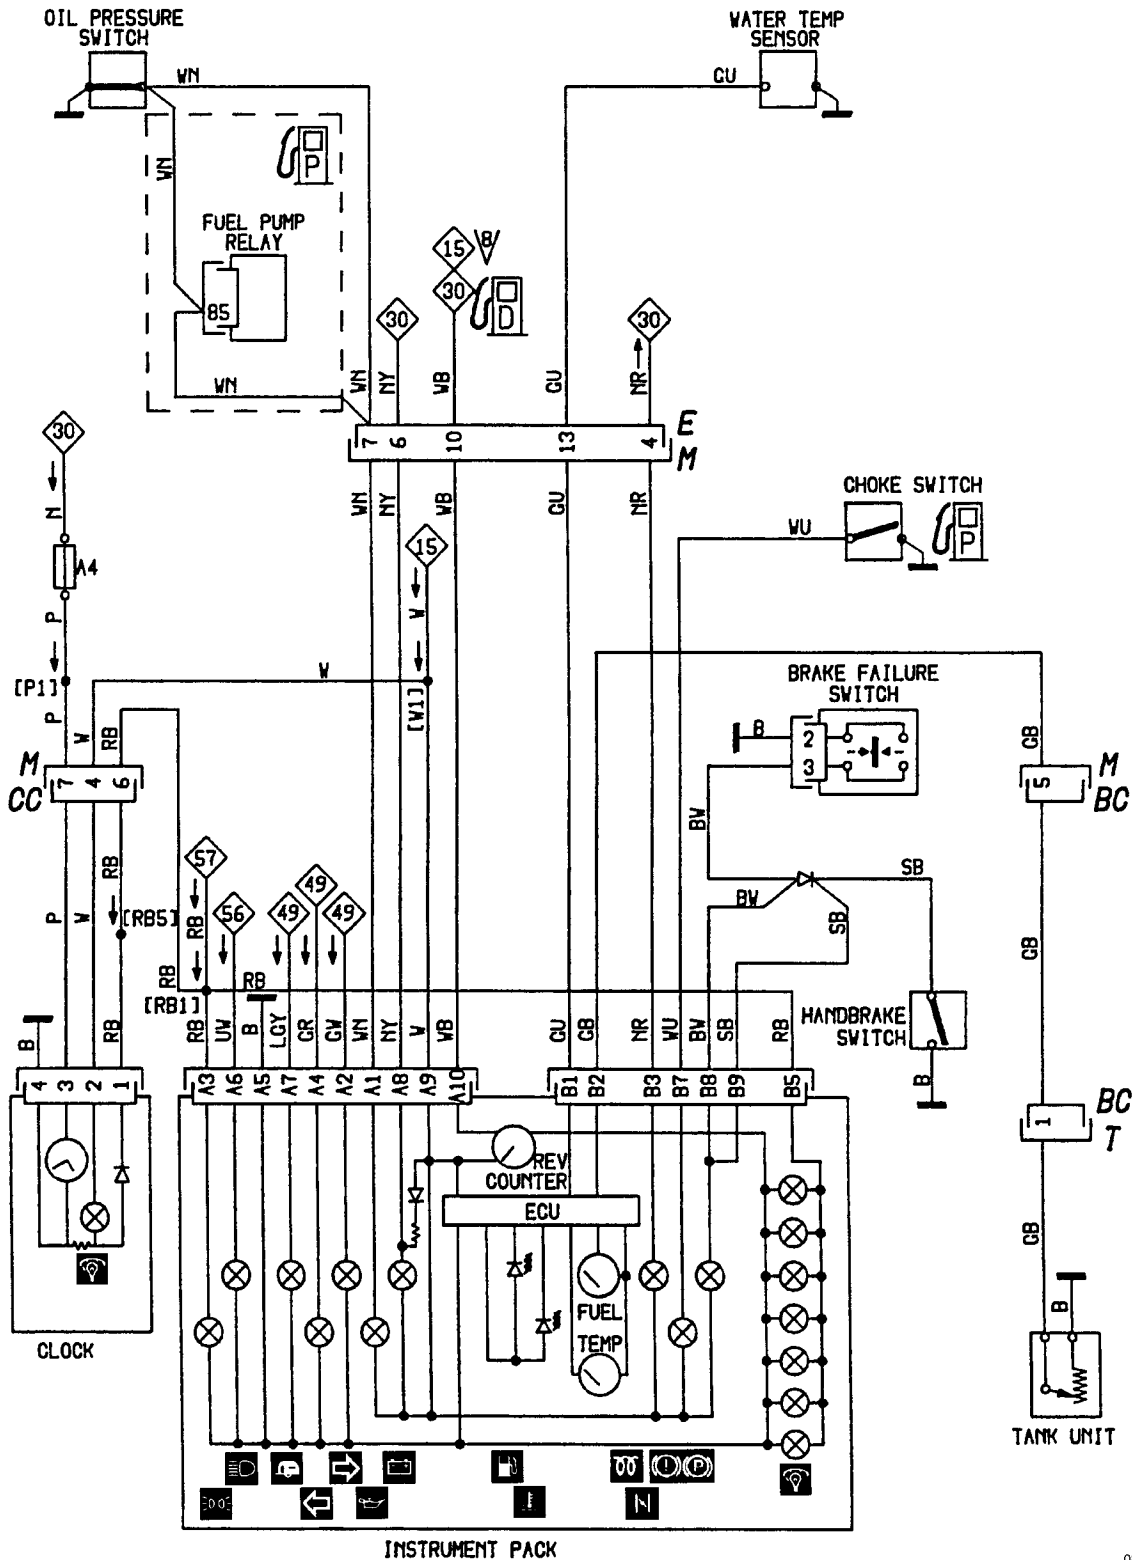 OIL PRESSURE
SWITCH
WATER TEMP
SENSOR
WN
GU
WN
P
FUEL PUMP
RELAY
85
WN
15
8
30
D
30
30
WN
NY
WB
GU
NR
7
6
10
13
4
E
M
30
N
A4
P
[P1]
P
WN
NY
WB
GU
NR
15
W
W
[W1]
CHOKE SWITCH
WU
P
BRAKE FAILURE
SWITCH
B
2
3
W
RB
M
CC
7
4
6
GB
5
M
BC
BW
57
RB
RB
[RB5]
56
49
49
49
P
W
SB
BW
SB
GB
RB
RB
[RB1]
HANDBRAKE
SWITCH
B
B
RB
RB
UW
B
LGY
GR
GW
WN
NY
W
WB
GU
GB
NR
WU
BW
SB
RB
4
3
2
1
A3
A6
A5
A7
A4
A2
A1
A8
A9
A10
B1
B2
B3
B7
B8
B9
B5
1
BC
T
REV
COUNTER
ECU
FUEL
TEMP
GB
B
CLOCK
TANK UNIT
P
INSTRUMENT PACK